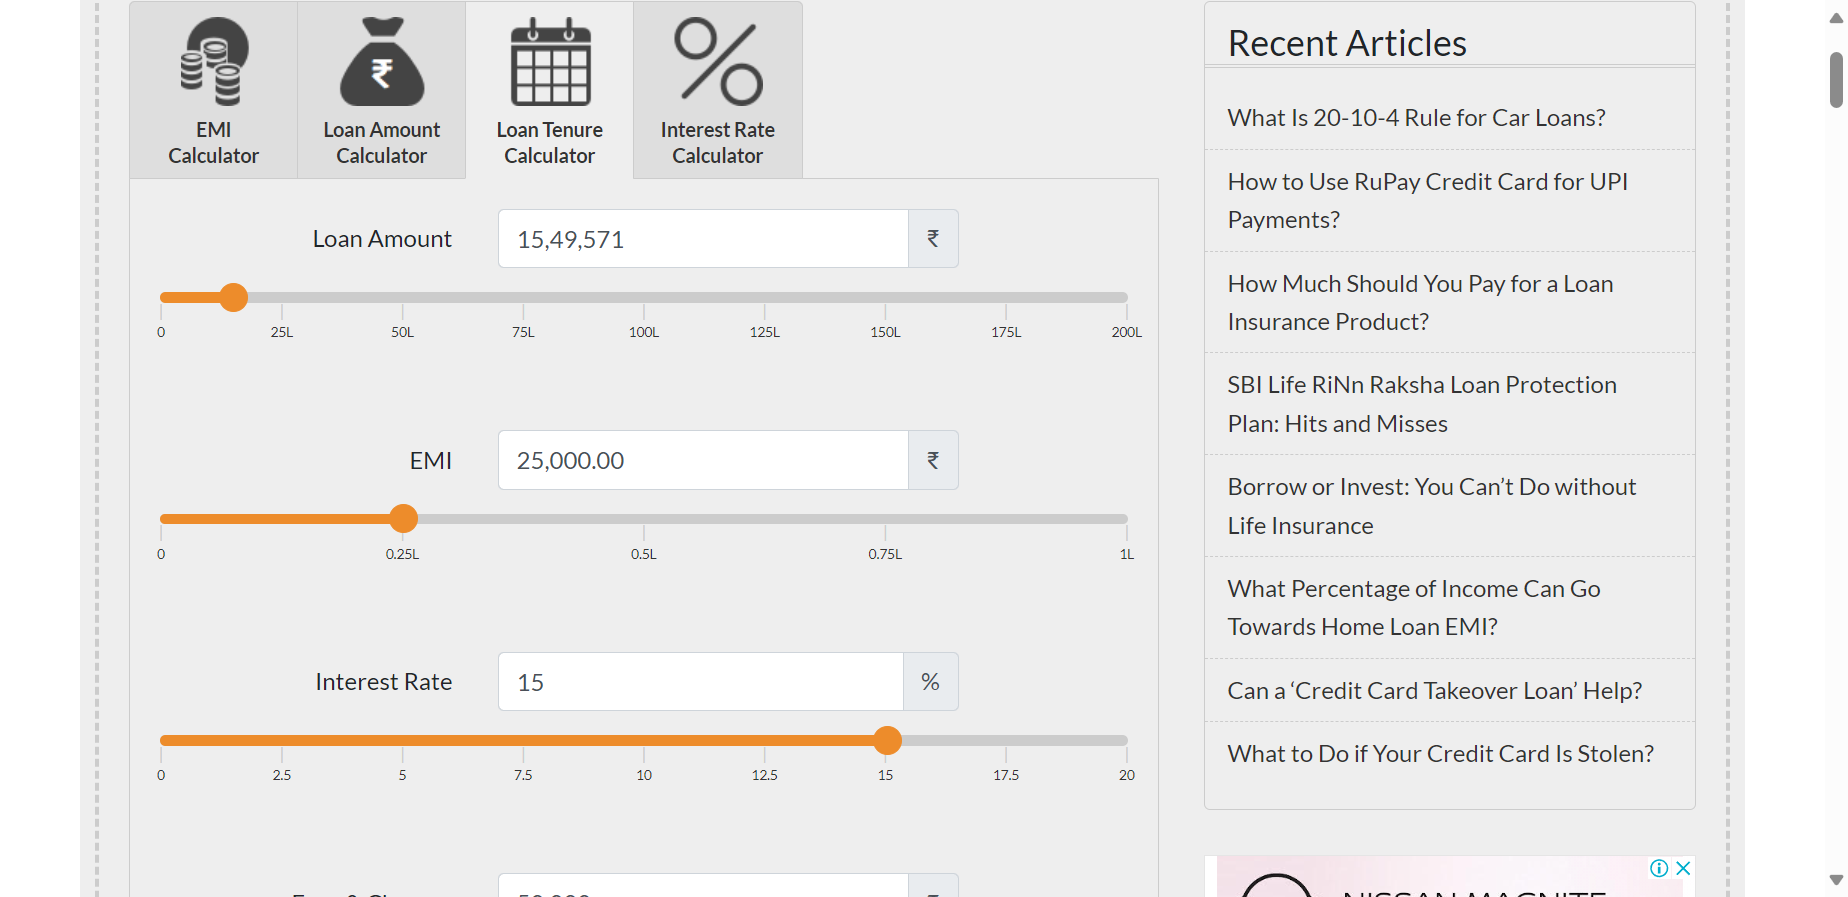 EMI
Calculator
Loan Amount
Calculator
Loan Tenure
Calculator
Interest Rate
Calculator
Loan Amount
15,49,571
₹
0
25L
50L
75L
100L
125L
150L
175L
200L
EMI
25,000.00
₹
0
0.25L
0.5L
0.75L
1L
Interest Rate
15
%
0
2.5
5
7.5
10
12.5
15
17.5
20
Recent Articles
What Is 20-10-4 Rule for Car Loans?
How to Use RuPay Credit Card for UPI
Payments?
How Much Should You Pay for a Loan
Insurance Product?
SBI Life RiNn Raksha Loan Protection
Plan: Hits and Misses
Borrow or Invest: You Can’t Do without
Life Insurance
What Percentage of Income Can Go
Towards Home Loan EMI?
Can a ‘Credit Card Takeover Loan’ Help?
What to Do if Your Credit Card Is Stolen?
NISSAN MAGNITE